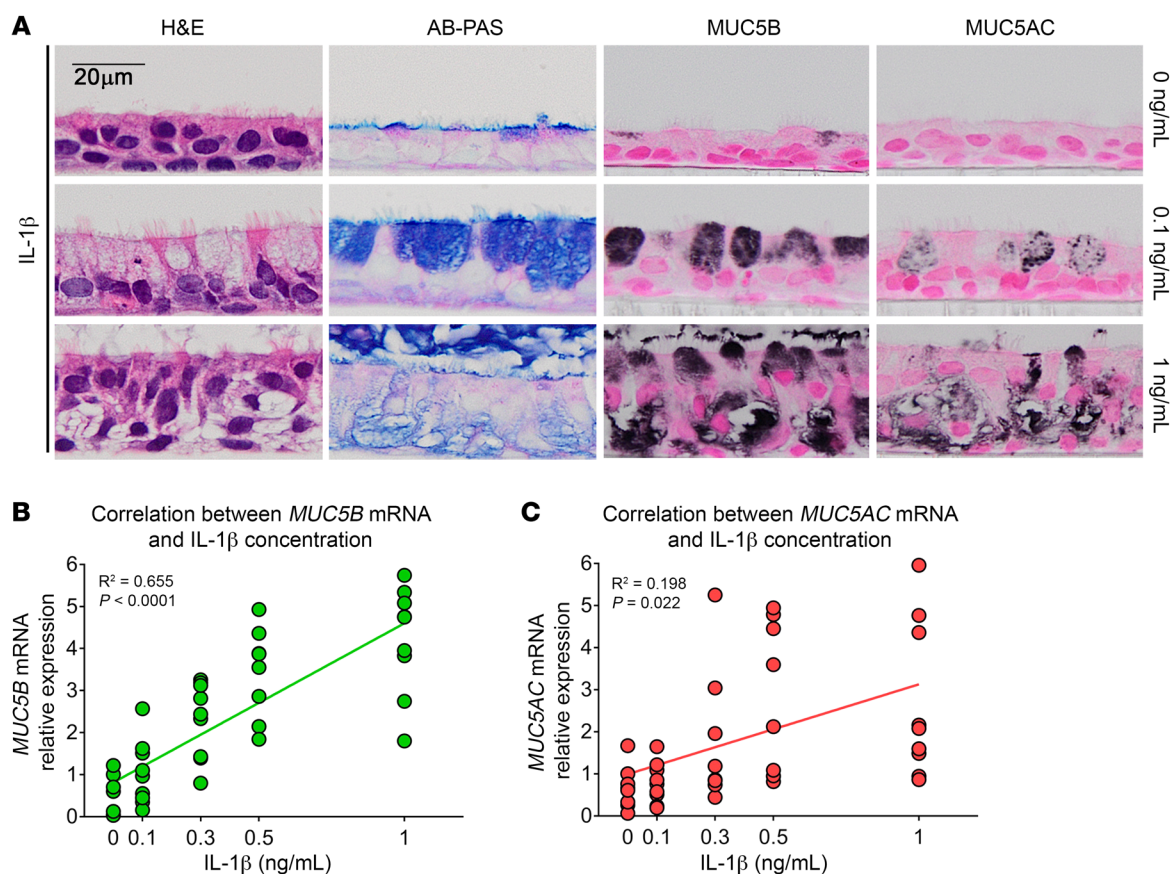 A
H&E
AB-PAS
MUC5B
MUC5AC
20μm
IL-1β
0 ng/mL
0.1 ng/mL
1 ng/mL
B
Correlation between MUC5B mRNA
and IL-1β concentration
R² = 0.655
P < 0.0001
MUC5B mRNA
relative expression
6
5
4
3
2
1
0
0 0.1 0.3 0.5 1
IL-1β (ng/mL)
C
Correlation between MUC5AC mRNA
and IL-1β concentration
R² = 0.198
P = 0.022
MUC5AC mRNA
relative expression
6
5
4
3
2
1
0
0 0.1 0.3 0.5 1
IL-1β (ng/mL)